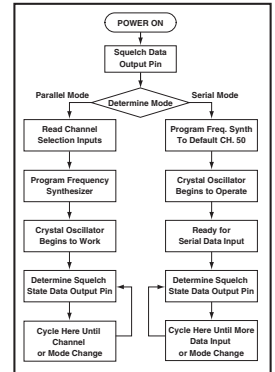 POWER ON
Squelch Data
Output Pin
Parallel Mode
Serial Mode
Determine Mode
Read Channel
Selection Inputs
Program Frequency
Synthesizer
Crystal Oscillator
Begins to Work
Determine Squelch
State Data Output Pin
Cycle Here Until
Channel
or Mode Change
Program Freq. Synth
To Default CH. 50
Crystal Oscillator
Begins to Operate
Ready for
Serial Data Input
Determine Squelch
State Data Output Pin
Cycle Here Until More
Data Input
or Mode Change